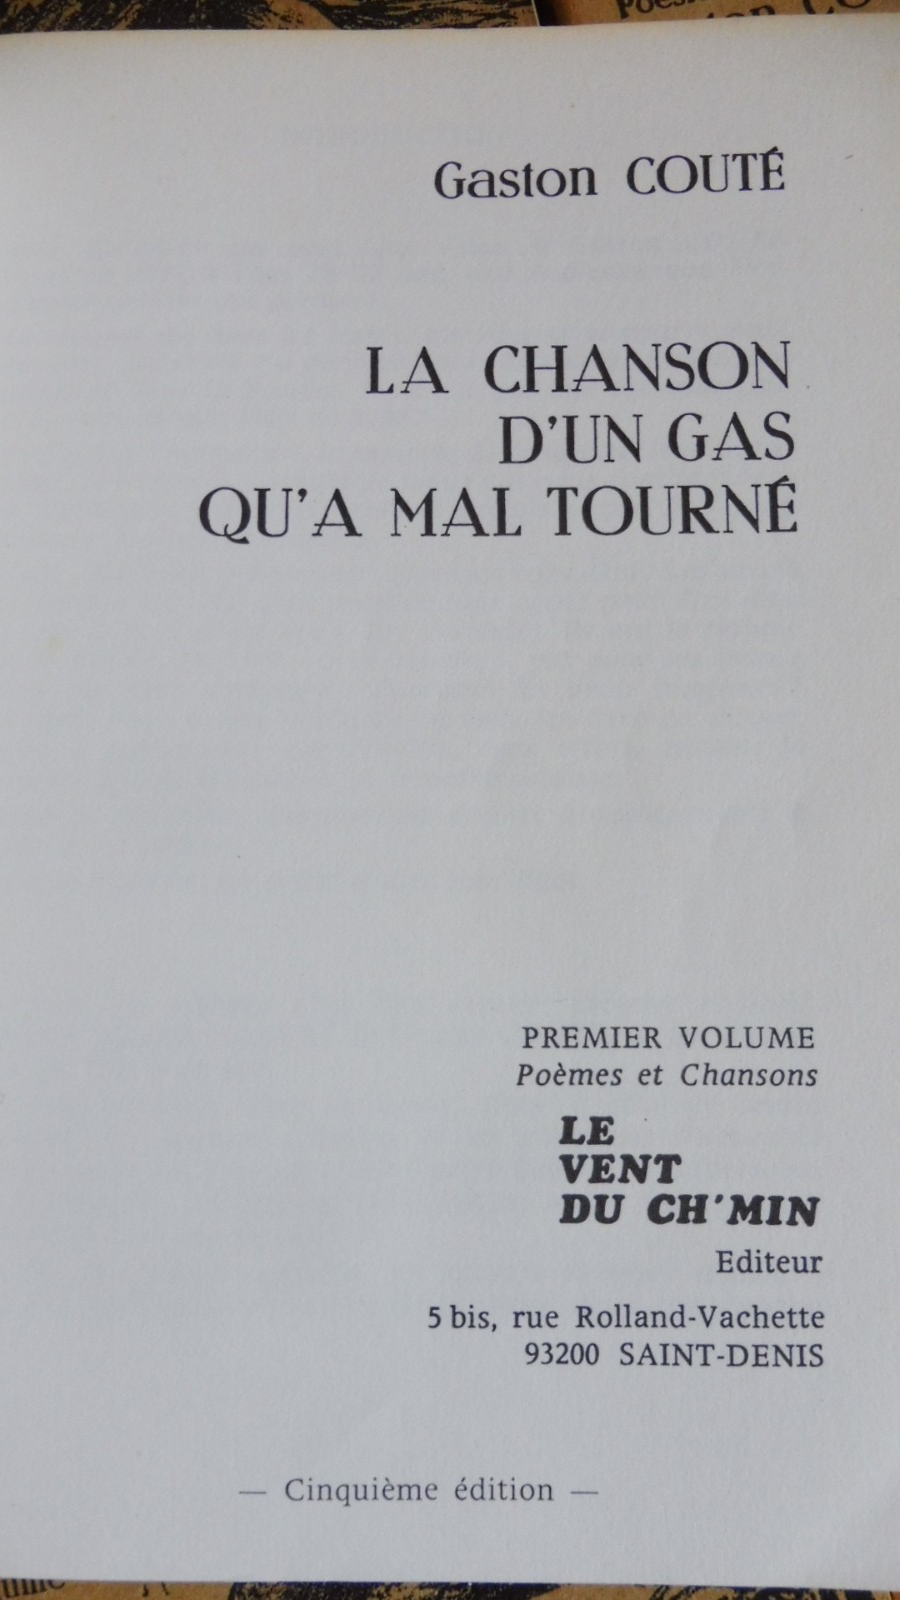 Gaston COUTÉ
LA CHANSON
D'UN GAS
QU'A MAL TOURNÉ
PREMIER VOLUME
Poèmes et Chansons
LE
VENT
DU CH'MIN
Editeur
5 bis, rue Rolland-Vachette
93200 SAINT-DENIS
— Cinquième édition —